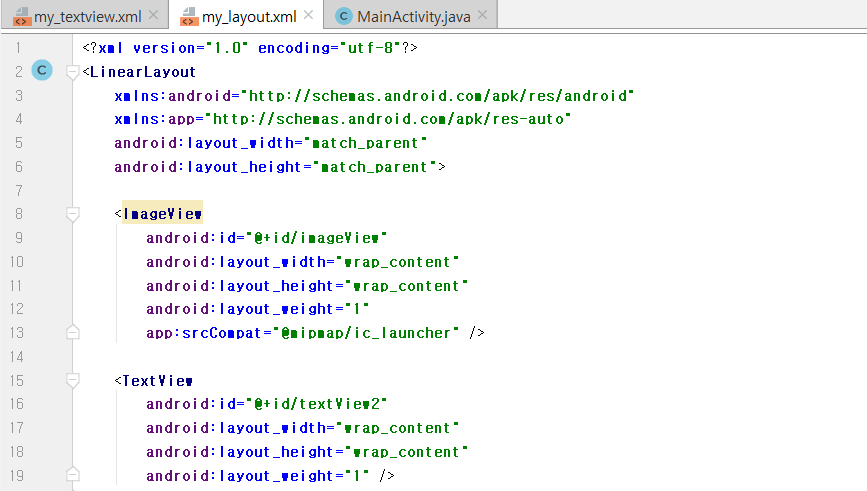 my_textview.xml my_layout.xml MainActivity.java
1 <?xml version="1.0" encoding="utf-8"?>
2 C <LinearLayout
3 xmlns:android="http://schemas.android.com/apk/res/android"
4 xmlns:app="http://schemas.android.com/apk/res-auto"
5 android:layout_width="match_parent"
6 android:layout_height="match_parent">
7
8 <ImageView
9 android:id="@+id/imageView"
10 android:layout_width="wrap_content"
11 android:layout_height="wrap_content"
12 android:layout_weight="1"
13 app:srcCompat="@mipmap/ic_launcher" />
14
15 <TextView
16 android:id="@+id/textView2"
17 android:layout_width="wrap_content"
18 android:layout_height="wrap_content"
19 android:layout_weight="1" />